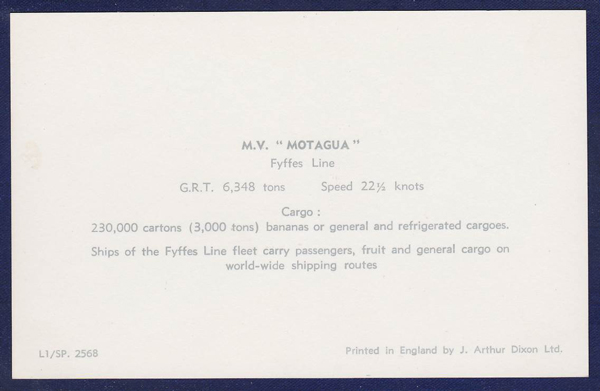 M.V. " MOTAGUA "
Fyffes Line
G.R.T. 6,348 tons Speed 22½ knots
Cargo :
230,000 cartons (3,000 tons) bananas or general and refrigerated cargoes.
Ships of the Fyffes Line fleet carry passengers, fruit and general cargo on
world-wide shipping routes
L1/SP. 2568
Printed in England by J. Arthur Dixon Ltd.